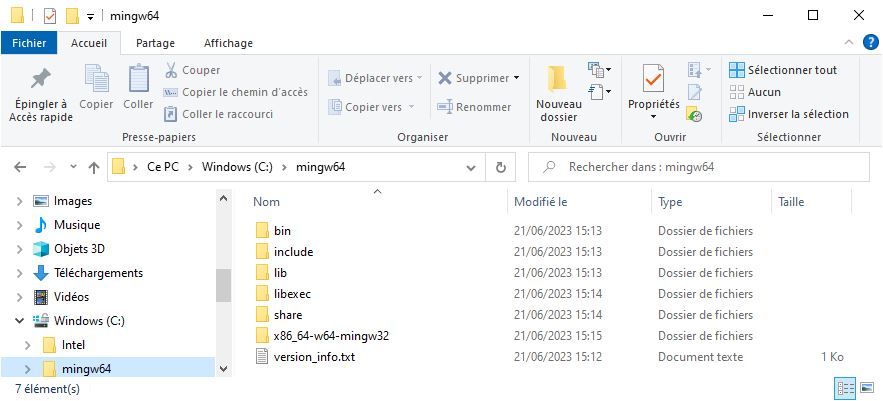 mingw64
Fichier Accueil Partage Affichage
Épingler à Accès rapide
Copier
Coller
Couper
Copier le chemin d'accès
Coller le raccourci
Presse-papiers
Déplacer vers
Copier vers
Supprimer
Renommer
Organiser
Nouveau dossier
Nouveau
Propriétés
Ouvrir
Sélectionner tout
Aucun
Inverser la sélection
Sélectionner
Ce PC > Windows (C:) > mingw64
Rechercher dans : mingw64
Images
Musique
Objets 3D
Téléchargements
Vidéos
Windows (C:)
Intel
mingw64
Nom Modifié le Type Taille
bin 21/06/2023 15:13 Dossier de fichiers
include 21/06/2023 15:13 Dossier de fichiers
lib 21/06/2023 15:13 Dossier de fichiers
libexec 21/06/2023 15:14 Dossier de fichiers
share 21/06/2023 15:14 Dossier de fichiers
x86_64-w64-mingw32 21/06/2023 15:15 Dossier de fichiers
version_info.txt 21/06/2023 15:12 Document texte 1 Ko
7 élément(s)